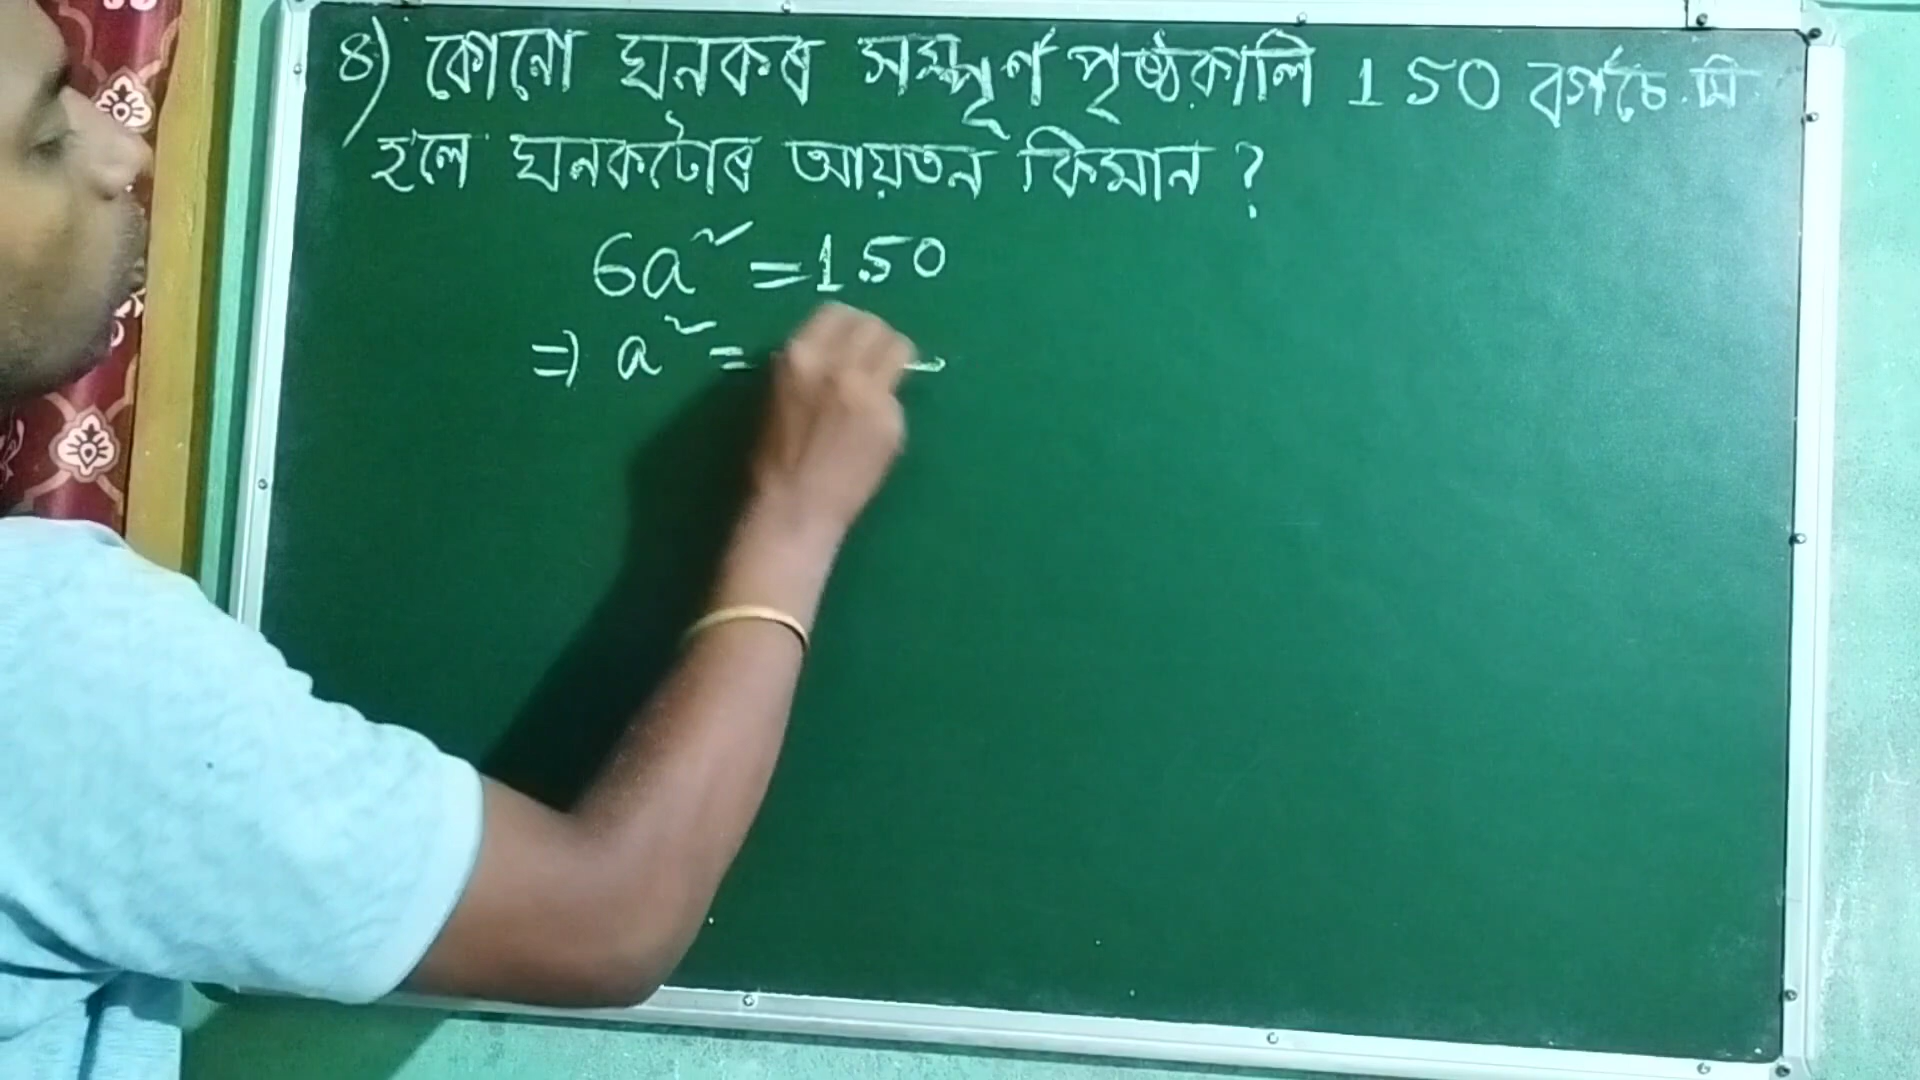 ৪) কোনো ঘনকৰ সম্পূৰ্ণ পৃষ্ঠকালি 150 বৰ্গচে.মি
হলে ঘনকটোৰ আয়তন কিমান ?
6a² = 150
⇒ a² =